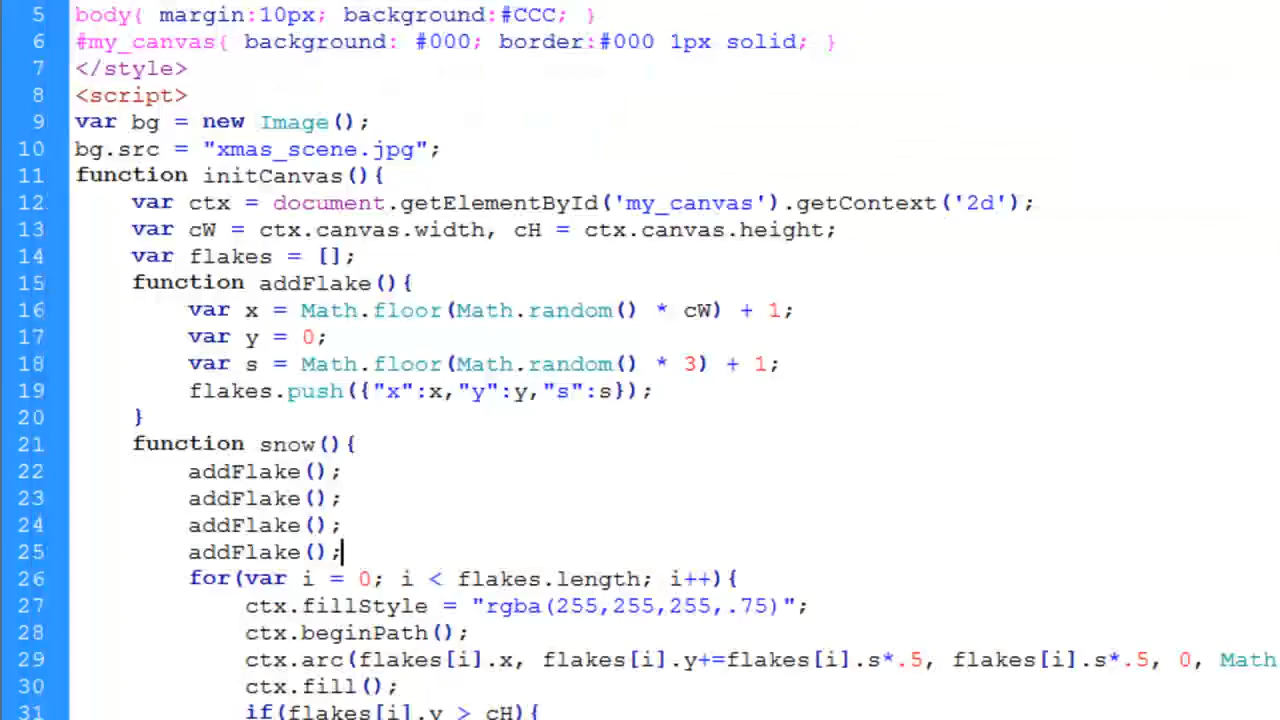 5 body{ margin:10px; background:#CCC; }
6 #my_canvas{ background: #000; border:#000 1px solid; }
7 </style>
8 <script>
9 var bg = new Image();
10 bg.src = "xmas_scene.jpg";
11 function initCanvas(){
12 var ctx = document.getElementById('my_canvas').getContext('2d');
13 var cW = ctx.canvas.width, cH = ctx.canvas.height;
14 var flakes = [];
15 function addFlake(){
16 var x = Math.floor(Math.random() * cW) + 1;
17 var y = 0;
18 var s = Math.floor(Math.random() * 3) + 1;
19 flakes.push({"x":x,"y":y,"s":s});
20 }
21 function snow(){
22 addFlake();
23 addFlake();
24 addFlake();
25 addFlake();
26 for(var i = 0; i < flakes.length; i++){
27 ctx.fillStyle = "rgba(255,255,255,.75)";
28 ctx.beginPath();
29 ctx.arc(flakes[i].x, flakes[i].y+=flakes[i].s*.5, flakes[i].s*.5, 0, Math
30 ctx.fill();
31 if(flakes[i].y > cH){